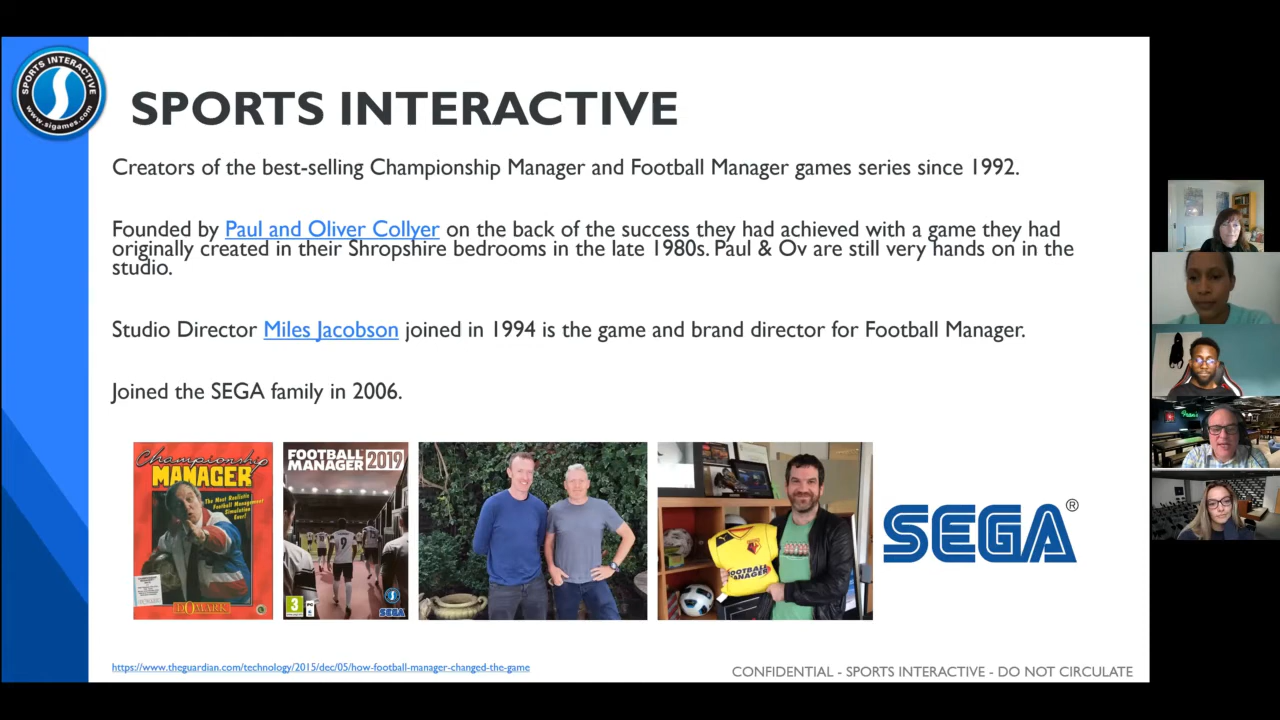 SPORTS INTERACTIVE
www.sigames.com
SPORTS INTERACTIVE
Creators of the best-selling Championship Manager and Football Manager games series since 1992.
Founded by Paul and Oliver Collyer on the back of the success they had achieved with a game they had
originally created in their Shropshire bedrooms in the late 1980s. Paul & Ov are still very hands on in the
studio.
Studio Director Miles Jacobson joined in 1994 is the game and brand director for Football Manager.
Joined the SEGA family in 2006.
Championship
MANAGER
The Most Realistic
Football Management
Simulation
Ever!
DOMARK
FOOTBALL
MANAGER 2019
9
3
SEGA
FOOTBALL
MANAGER
SEGA®
https://www.theguardian.com/technology/2015/dec/05/how-football-manager-changed-the-game
CONFIDENTIAL - SPORTS INTERACTIVE - DO NOT CIRCULATE